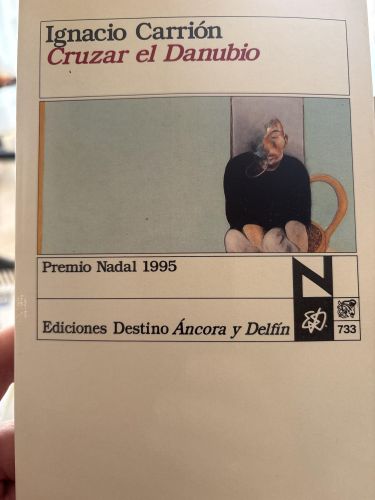 Ignacio Carrión
Cruzar el Danubio
Premio Nadal 1995
N
Ediciones Destino Áncora y Delfín
733